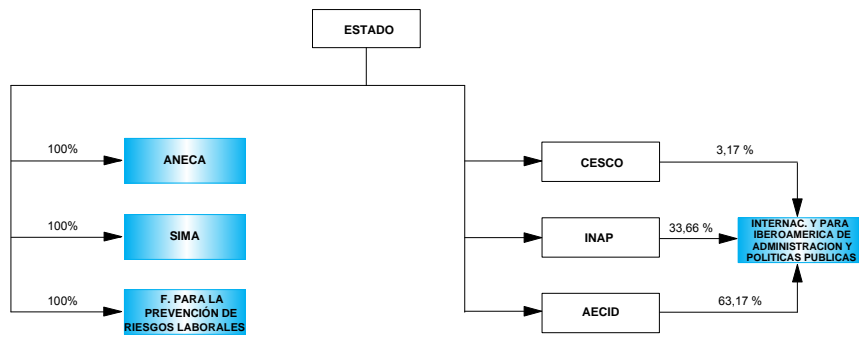 ESTADO
100%
ANECA
CESCO
3,17 %
100%
SIMA
INAP
33,66 %
INTERNAC. Y PARA
IBEROAMERICA DE
ADMINISTRACION Y
POLITICAS PUBLICAS
100%
F. PARA LA
PREVENCIÓN DE
RIESGOS LABORALES
AECID
63,17 %